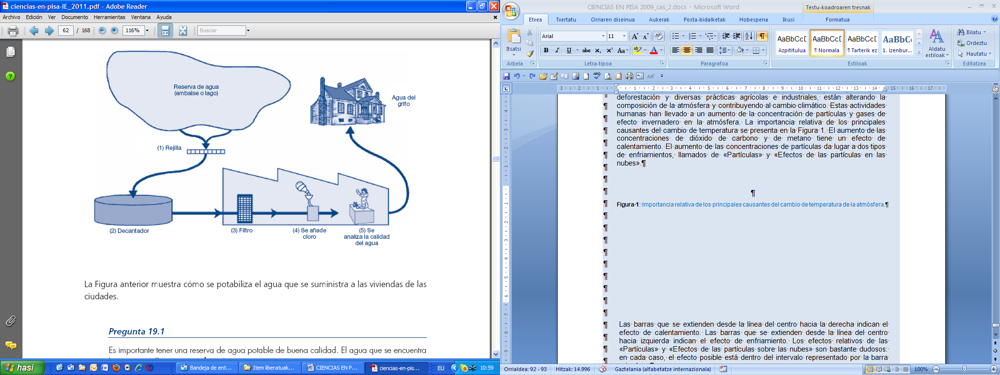 ciencias-en-pisa-IE_2011.pdf - Adobe Reader
Archivo Edición Ver Documento Herramientas Ventana Ayuda
62 / 168 116% Buscar
Reserva de agua
(embalse o lago)
Agua del
grifo
(1) Rejilla
(2) Decantador
(3) Filtro
(4) Se añade
cloro
(5) Se
analiza la calidad
del agua
La Figura anterior muestra cómo se potabiliza el agua que se suministra a las viviendas de las
ciudades.
Pregunta 19.1
Es importante tener una reserva de agua potable de buena calidad. El agua que se encuentra
hasi Bandeja de ent... Item liberatuak... CIENCIAS EN P... ciencias-en-pis... EU 10:59
CIENCIAS EN PISA 2009_cas_2.docx - Microsoft Word
Testu-koadroaren tresnak
Etxea Txertatu Orriaren diseinua Aukerak Posta-bidalketak Hobespena Ikusi Formatua
Itsatsi
Arial 11
AaBbCc[ AaBbCc[ AaBbCc[ AaBbCc
Azpititulua ¶ Normala ¶ Tarterik ez 1. izenbur...
Aldatu
estiloak
Bilatu
Ordeztu
Hautatu
Arbela Letra-tipoa Paragrafoa Estiloak Editatzea
deforestación y diversas prácticas agrícolas e industriales, están alterando la
composición de la atmósfera y contribuyendo al cambio climático. Estas actividades
humanas han llevado a un aumento de la concentración de partículas y gases de
efecto invernadero en la atmósfera. La importancia relativa de los principales
causantes del cambio de temperatura se presenta en la Figura 1. El aumento de las
concentraciones de dióxido de carbono y de metano tiene un efecto de
calentamiento. El aumento de las concentraciones de partículas da lugar a dos tipos
de enfriamientos, llamados de «Partículas» y «Efectos de las partículas en las
nubes».¶
Figura 1: Importancia relativa de los principales causantes del cambio de temperatura de la atmósfera.¶
Las barras que se extienden desde la línea del centro hacia la derecha indican el
efecto de calentamiento. Las barras que se extienden desde la línea del centro
hacia izquierda indican el efecto de enfriamiento. Los efectos relativos de las
«Partículas» y «Efectos de las partículas sobre las nubes» son bastante dudosos:
en cada caso, el efecto posible está dentro del intervalo representado por la barra
Orrialdea: 92 - 93 Hitzak: 14.996 Gaztelania (alfabetatze internazionala) 100%